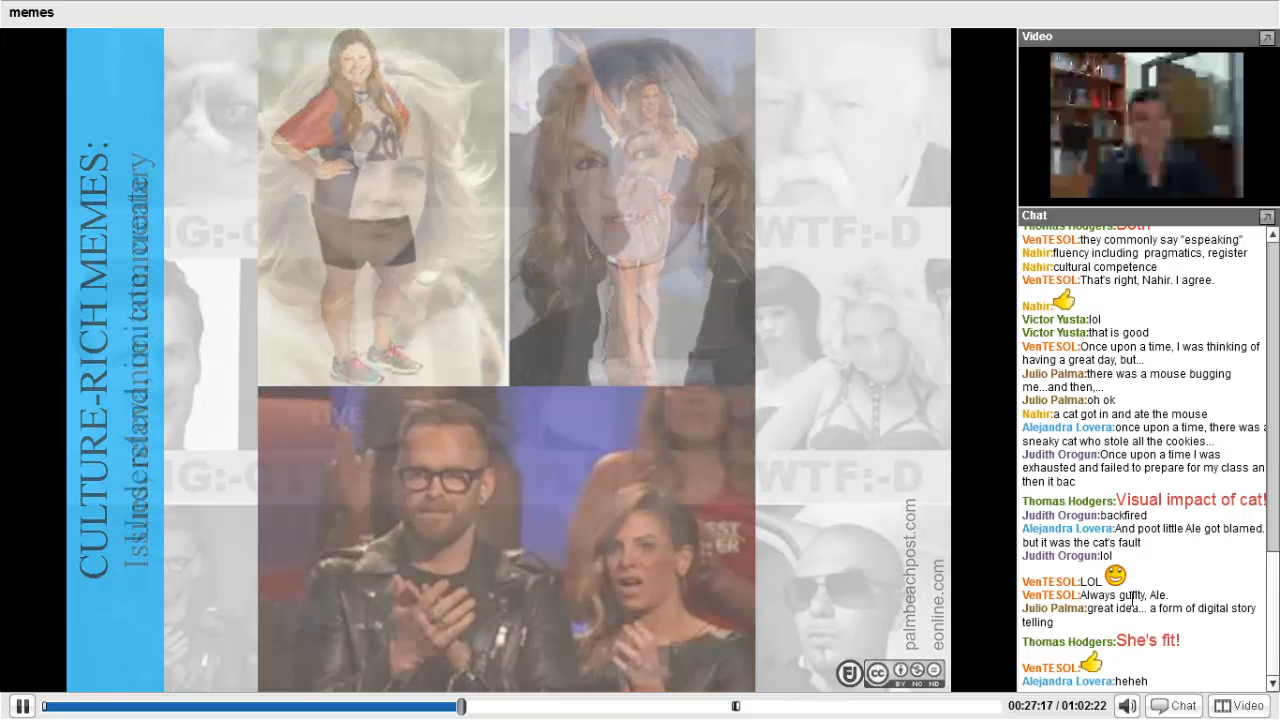 memes
CULTURE-RICH MEMES:
NG:-
WTE:-D
WTF:-D
palmbeachpost.com
eonline.com
26
CC
BY NC ND
Video
Chat
Thomas Hodgers:Both
VenTESOL:they commonly say "espeaking"
Nahir:fluency including pragmatics, register
Nahir:cultural competence
VenTESOL:That's right, Nahir. I agree.
Nahir:
Victor Yusta:lol
Victor Yusta:that is good
VenTESOL:Once upon a time, I was thinking of
having a great day, but...
Julio Palma:there was a mouse bugging
me...and then,...
Julio Palma:oh ok
Nahir:a cat got in and ate the mouse
Alejandra Lovera:once upon a time, there was a
sneaky cat who stole all the cookies...
Judith Orogun:Once upon a time I was
exhausted and failed to prepare for my class an
then it bac
Thomas Hodgers:Visual impact of cat!
Judith Orogun:backfired
Alejandra Lovera:And poot little Ale got blamed.
but it was the cat's fault
Judith Orogun:lol
VenTESOL:LOL
VenTESOL:Always guilty, Ale.
Julio Palma:great idea... a form of digital story
telling
Thomas Hodgers:She's fit!
VenTESOL:
Alejandra Lovera:heheh
00:27:17 / 01:02:22
Chat
Video